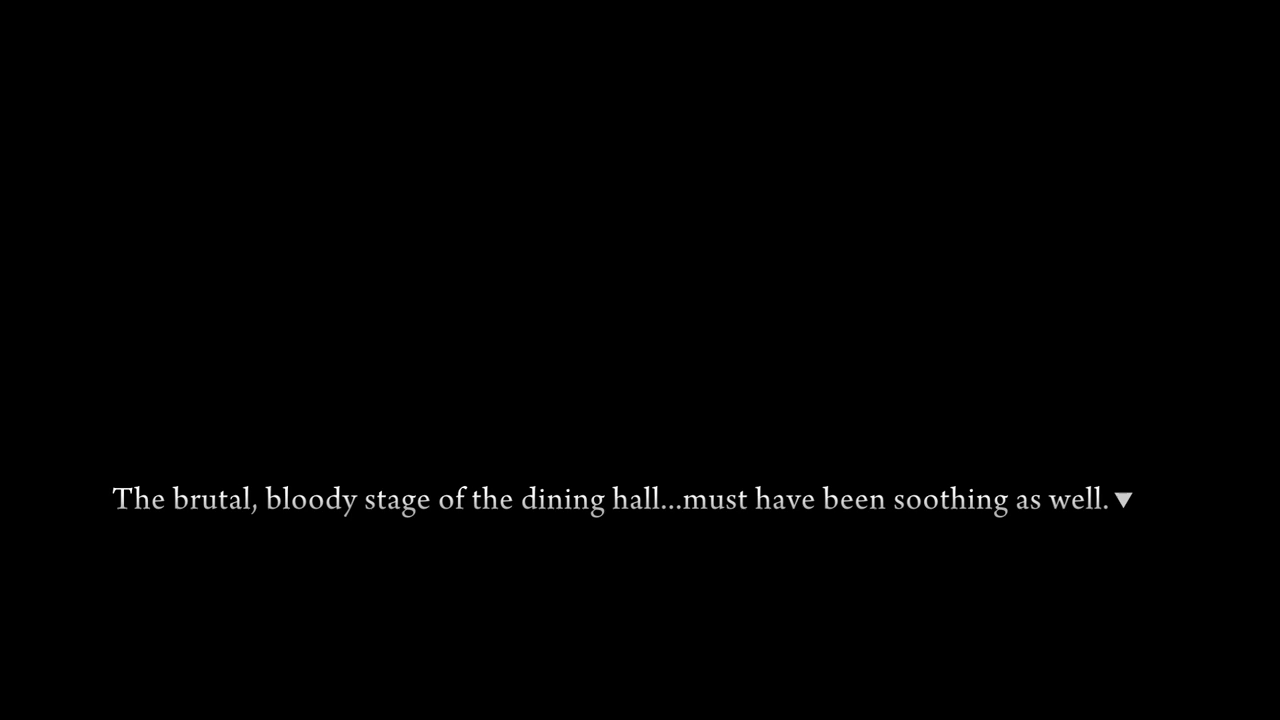 The brutal, bloody stage of the dining hall...must have been soothing as well.